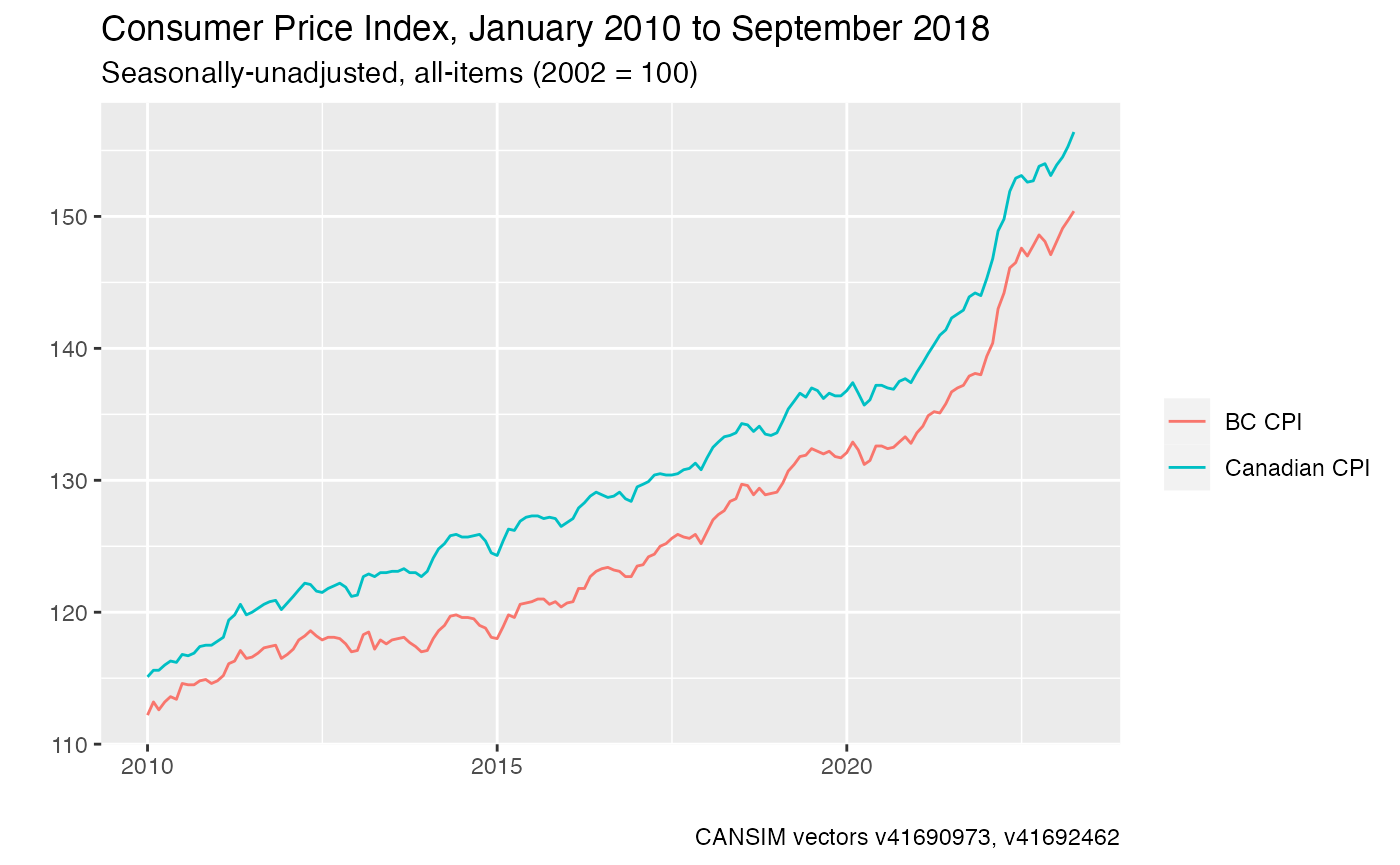 Consumer Price Index, January 2010 to September 2018
Seasonally-unadjusted, all-items (2002 = 100)
150
140
130
120
110
2010 2015 2020
BC CPI
Canadian CPI
CANSIM vectors v41690973, v41692462